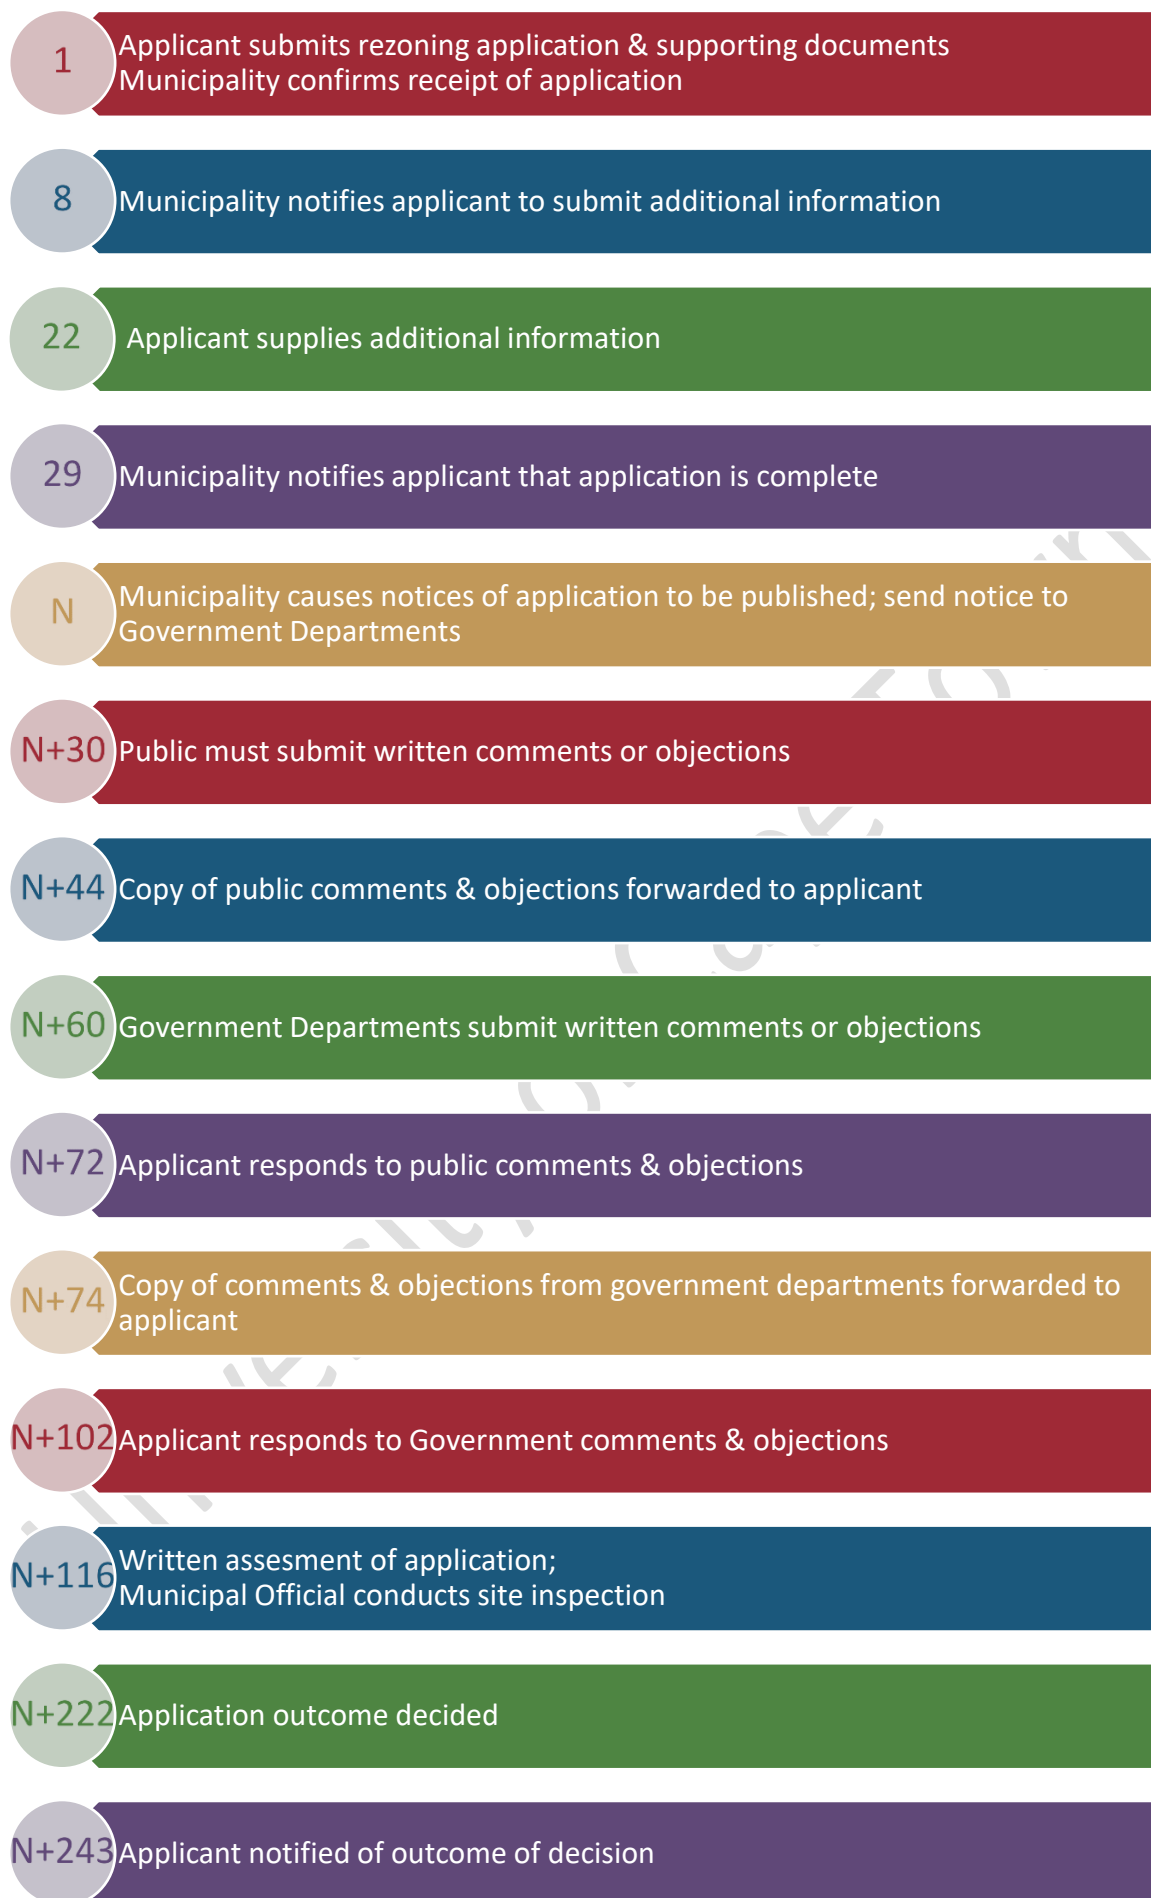 1
Applicant submits rezoning application & supporting documents
Municipality confirms receipt of application
8
Municipality notifies applicant to submit additional information
22
Applicant supplies additional information
29
Municipality notifies applicant that application is complete
N
Municipality causes notices of application to be published; send notice to
Government Departments
N+30
Public must submit written comments or objections
N+44
Copy of public comments & objections forwarded to applicant
N+60
Government Departments submit written comments or objections
N+72
Applicant responds to public comments & objections
N+74
Copy of comments & objections from government departments forwarded to
applicant
N+102
Applicant responds to Government comments & objections
N+116
Written assesment of application;
Municipal Official conducts site inspection
N+222
Application outcome decided
N+243
Applicant notified of outcome of decision